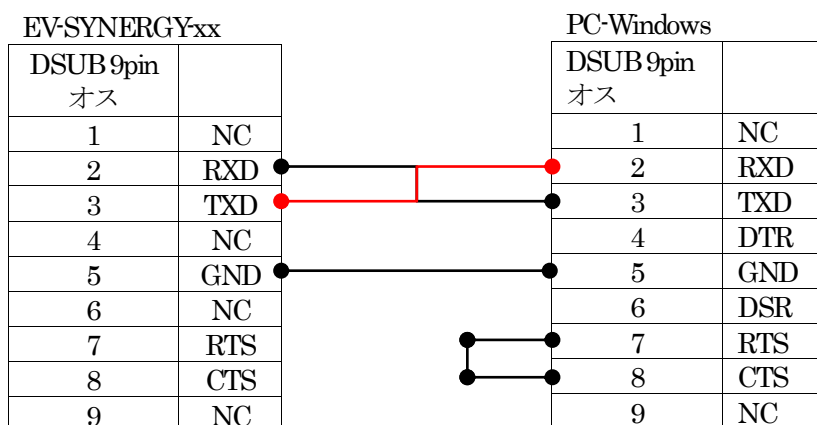 EV-SYNERGY-xx
DSUB 9pin
オス
1 NC
2 RXD
3 TXD
4 NC
5 GND
6 NC
7 RTS
8 CTS
9 NC
PC-Windows
DSUB 9pin
オス
1 NC
2 RXD
3 TXD
4 DTR
5 GND
6 DSR
7 RTS
8 CTS
9 NC